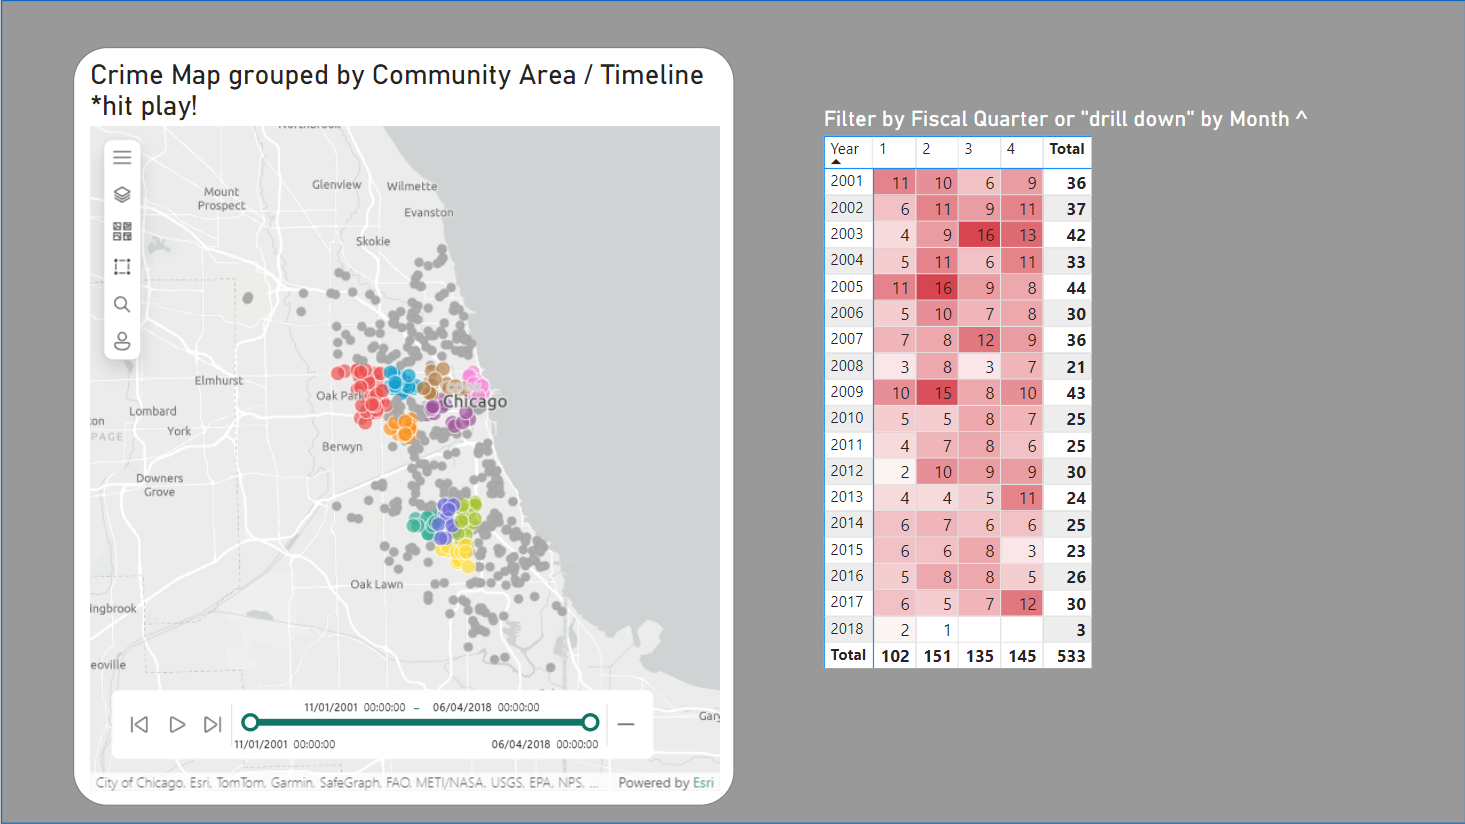 Crime Map grouped by Community Area / Timeline
*hit play!
Mount
Prospect
Glenview
Wilmette
Evanston
Skokie
Elmhurst
Oak Park
Chicago
Lombard
on
PAGE
York
Berwyn
Downers
Grove
Oak Lawn
ingbrook
eoville
Gary
11/01/2001 00:00:00 – 06/04/2018 00:00:00
11/01/2001 00:00:00 06/04/2018 00:00:00
City of Chicago, Esri, TomTom, Garmin, SafeGraph, FAO, METI/NASA, USGS, EPA, NPS, ... Powered by Esri
Filter by Fiscal Quarter or "drill down" by Month ^
Year 1 2 3 4 Total
2001 11 10 6 9 36
2002 6 11 9 11 37
2003 4 9 16 13 42
2004 5 11 6 11 33
2005 11 16 9 8 44
2006 5 10 7 8 30
2007 7 8 12 9 36
2008 3 8 3 7 21
2009 10 15 8 10 43
2010 5 5 8 7 25
2011 4 7 8 6 25
2012 2 10 9 9 30
2013 4 4 5 11 24
2014 6 7 6 6 25
2015 6 6 8 3 23
2016 5 8 8 5 26
2017 6 5 7 12 30
2018 2 1 3
Total 102 151 135 145 533